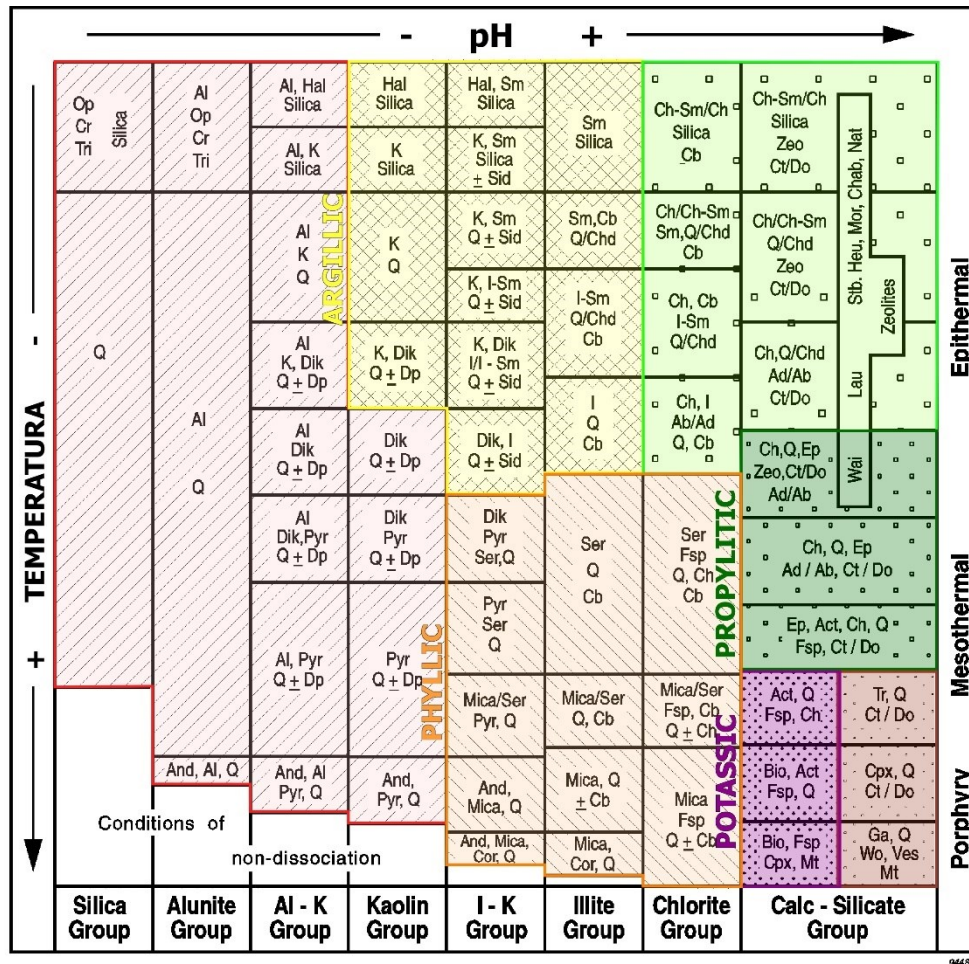 - pH +
TEMPERATURA
-
+
Op
Cr
Tri
Silica
Q
Silica
Group
Al
Op
Cr
Tri
Al
Q
And, Al, Q
Alunite
Group
Al, Hal
Silica
Al, K
Silica
Al
K
Q
Al
K, Dik
Q ± Dp
Al
Dik
Q ± Dp
Al
Dik,Pyr
Q ± Dp
Al, Pyr
Q ± Dp
And, Al
Pyr, Q
Al - K
Group
Conditions of
non-dissociation
ARGILLIC
Hal
Silica
K
Silica
K
Q
K, Dik
Q ± Dp
Dik
Q ± Dp
Dik
Pyr
Q ± Dp
Pyr
Q ± Dp
And,
Pyr, Q
Kaolin
Group
PHYLLIC
Hal, Sm
Silica
K, Sm
Silica
± Sid
K, Sm
Q ± Sid
K, I-Sm
Q ± Sid
K, Dik
I/I - Sm
Q ± Sid
Dik, I
Q ± Sid
Dik
Pyr
Ser,Q
Pyr
Ser
Q
Mica/Ser
Pyr, Q
And,
Mica, Q
And, Mica,
Cor, Q
I - K
Group
Sm
Silica
Sm,Cb
Q/Chd
I-Sm
Q/Chd
Cb
I
Q
Cb
Ser
Q
Cb
Mica/Ser
Q, Cb
Mica, Q
± Cb
Mica,
Cor, Q
Illite
Group
Ch-Sm/Ch
Silica
Cb
Ch/Ch-Sm
Sm,Q/Chd
Cb
Ch, Cb
I-Sm
Q/Chd
Ch, I
Ab/Ad
Q, Cb
Ser
Fsp
Q, Ch
Cb
Mica/Ser
Fsp, Cb
Q ± Ch
Mica
Fsp
Q ± Cb
Chlorite
Group
PROPYLITIC
POTASSIC
Ch-Sm/Ch
Silica
Zeo
Ct/Do
Ch/Ch-Sm
Q/Chd
Zeo
Ct/Do
Ch,Q/Chd
Ad/Ab
Ct/Do
Ch,Q,Ep
Zeo,Ct/Do
Ad/Ab
Stb. Heu, Mor, Chab, Nat
Zeolites
Lau
Wai
Ch, Q, Ep
Ad / Ab, Ct / Do
Ep, Act, Ch, Q
Fsp, Ct / Do
Act, Q
Fsp, Ch
Tr, Q
Ct / Do
Bio, Act
Fsp, Q
Cpx, Q
Ct / Do
Bio, Fsp
Cpx, Mt
Ga, Q
Wo, Ves
Mt
Calc - Silicate
Group
Epithermal
Mesothermal
Porphyry